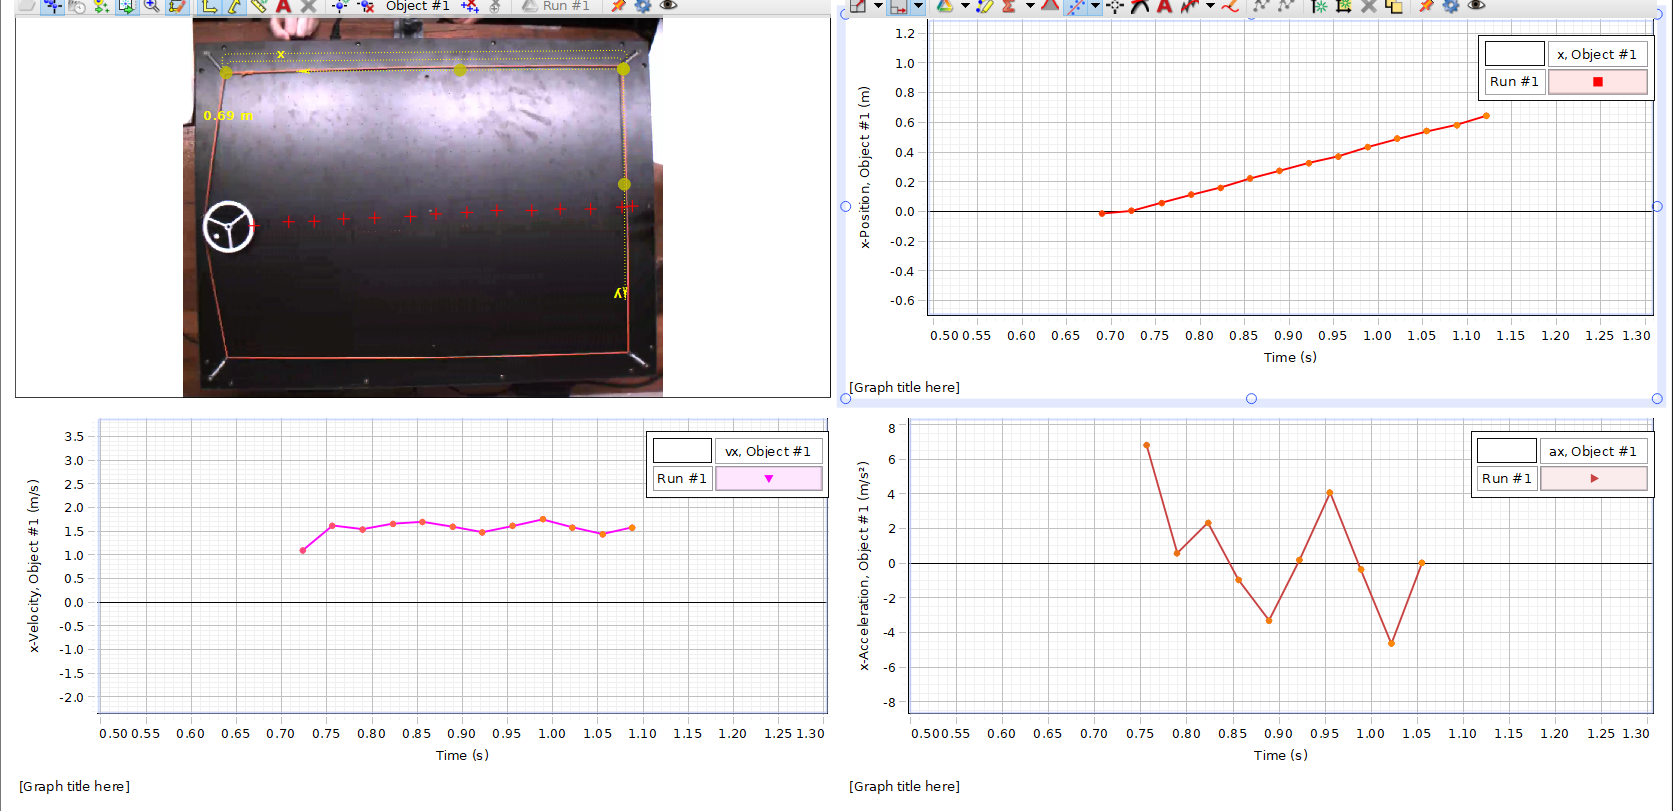 Object #1
Run #1
x
0.69 m
y
x-Position, Object #1 (m)
1.2
1.0
0.8
0.6
0.4
0.2
0.0
-0.2
-0.4
-0.6
x, Object #1
Run #1
0.50 0.55 0.60 0.65 0.70 0.75 0.80 0.85 0.90 0.95 1.00 1.05 1.10 1.15 1.20 1.25 1.30
Time (s)
[Graph title here]
x-Velocity, Object #1 (m/s)
3.5
3.0
2.5
2.0
1.5
1.0
0.5
0.0
-0.5
-1.0
-1.5
-2.0
vx, Object #1
Run #1
0.50 0.55 0.60 0.65 0.70 0.75 0.80 0.85 0.90 0.95 1.00 1.05 1.10 1.15 1.20 1.25 1.30
Time (s)
[Graph title here]
x-Acceleration, Object #1 (m/s²)
8
6
4
2
0
-2
-4
-6
-8
ax, Object #1
Run #1
0.50 0.55 0.60 0.65 0.70 0.75 0.80 0.85 0.90 0.95 1.00 1.05 1.10 1.15 1.20 1.25 1.30
Time (s)
[Graph title here]